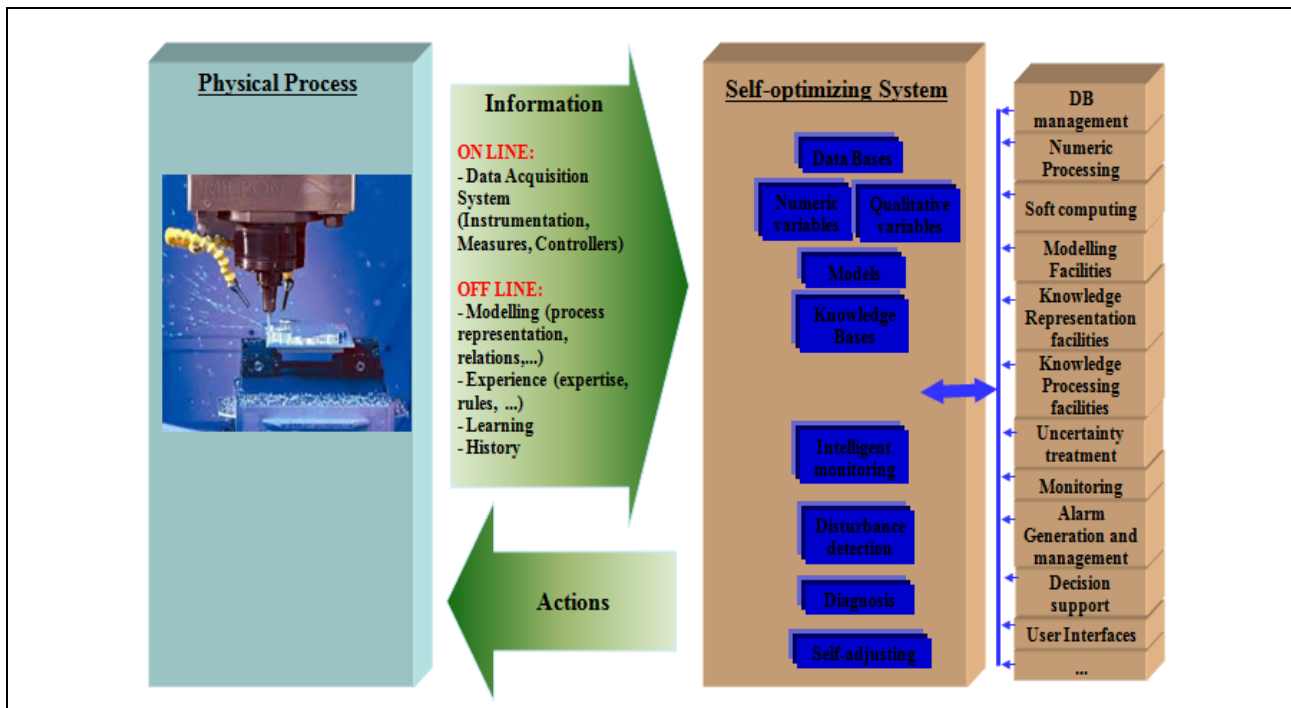 Physical Process
Information
ON LINE:
- Data Acquisition
System
(Instrumentation,
Measures, Controllers)
OFF LINE:
- Modelling (process
representation,
relations,...)
- Experience (expertise,
rules, ...)
- Learning
- History
Actions
Self-optimizing System
Data Bases
Numeric
variables
Qualitative
variables
Models
Knowledge
Bases
Intelligent
monitoring
Disturbance
detection
Diagnosis
Self-adjusting
DB
management
Numeric
Processing
Soft computing
Modelling
Facilities
Knowledge
Representation
facilities
Knowledge
Processing
facilities
Uncertainty
treatment
Monitoring
Alarm
Generation and
management
Decision
support
User Interfaces
...